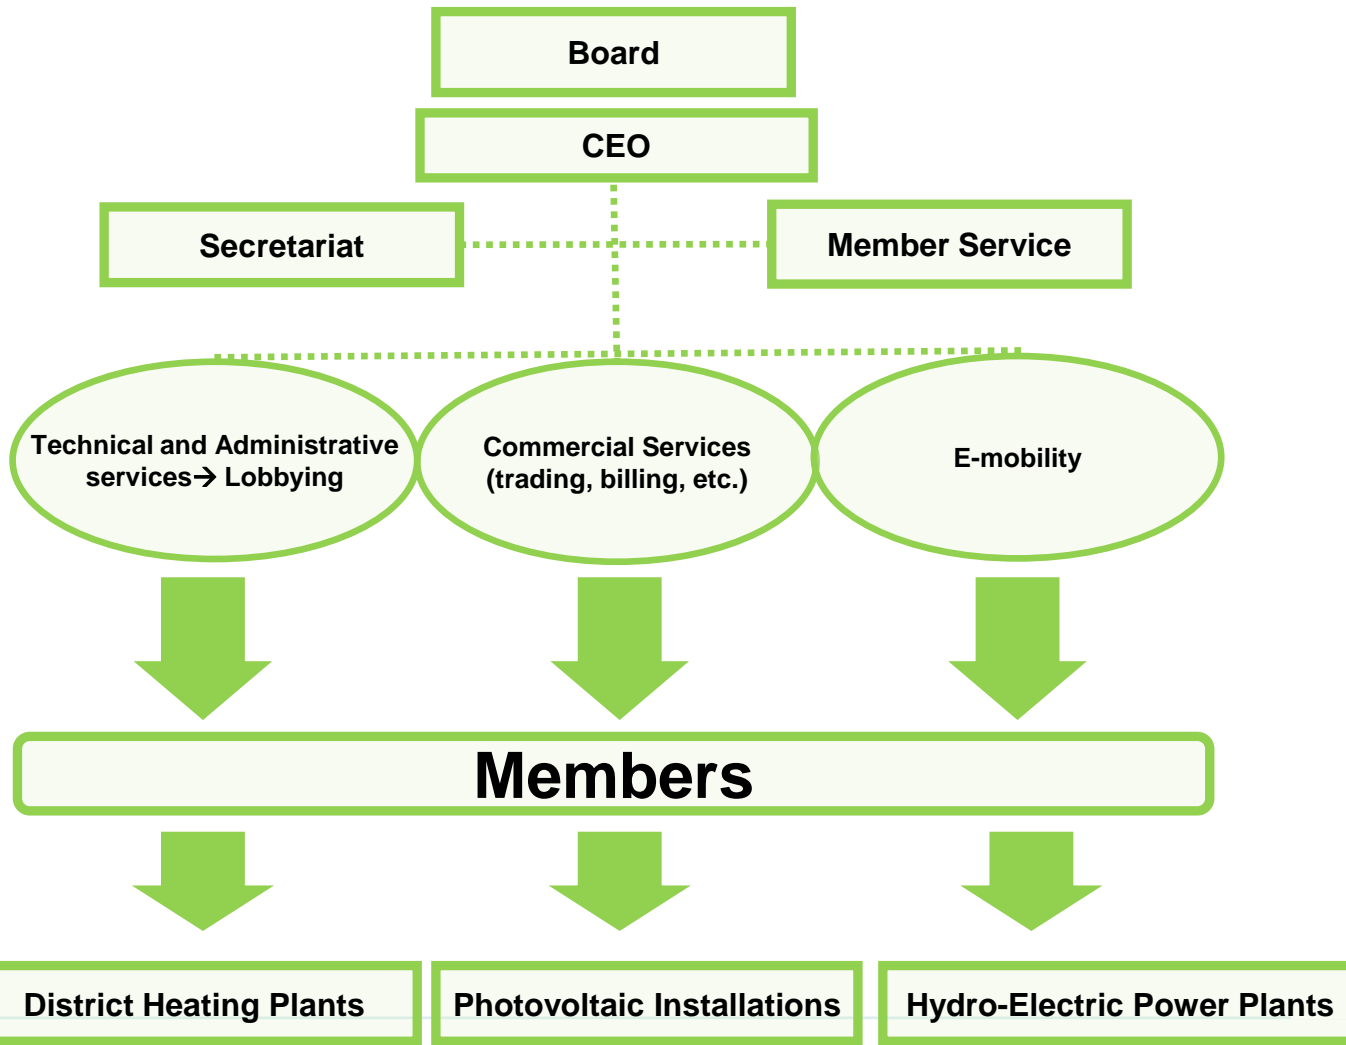 Board
CEO
Secretariat
Member Service
Technical and Administrative
services→ Lobbying
Commercial Services
(trading, billing, etc.)
E-mobility
Members
District Heating Plants
Photovoltaic Installations
Hydro-Electric Power Plants